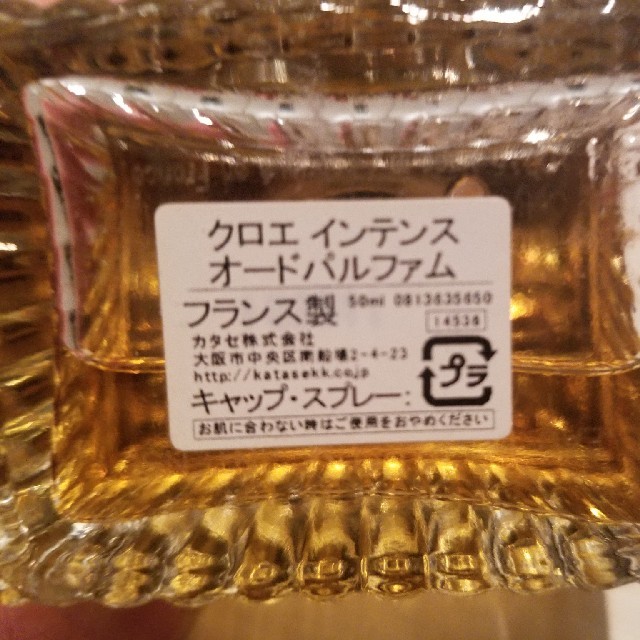 クロエ インテンス
オードパルファム
フランス製 50ml 0813635650
14538
カタセ株式会社
大阪市中央区南船場2-4-23
http://katasekk.co.jp
キャップ・スプレー: プラ
お肌に合わない時はご使用をおやめください